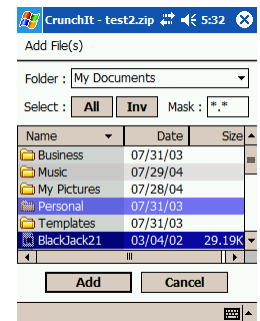 CrunchIt - test2.zip 5:32
Add File(s)
Folder : My Documents
Select : All Inv Mask : *.*
Name Date Size
Business 07/31/03
Music 07/29/04
My Pictures 07/28/04
Personal 07/31/03
Templates 07/31/03
BlackJack21 03/04/02 29.19K
Add Cancel